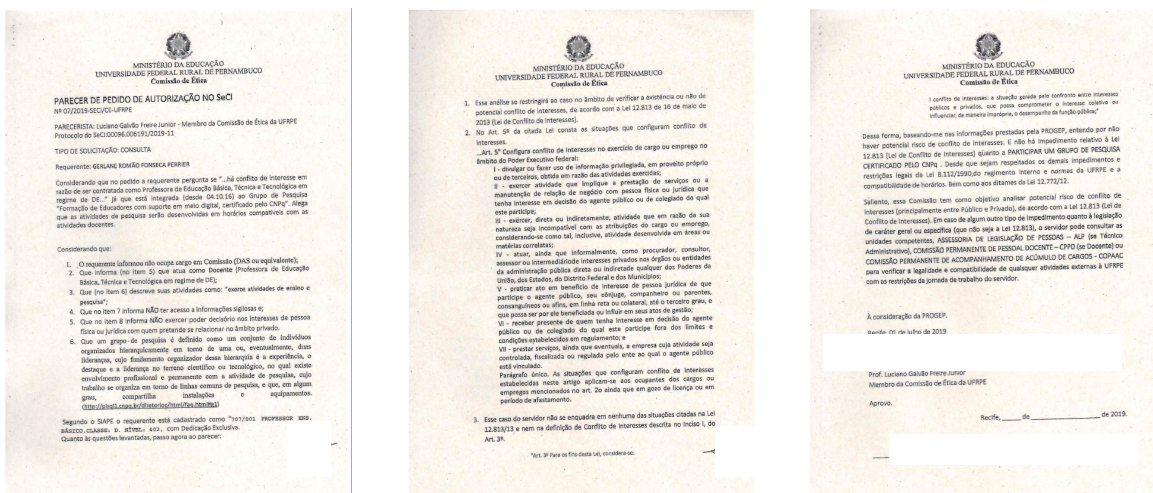 MINISTÉRIO DA EDUCAÇÃO
UNIVERSIDADE FEDERAL RURAL DE PERNAMBUCO
Comissão de Ética
PARECER DE PEDIDO DE AUTORIZAÇÃO NO SeCI
Nº 07/2019-SECI/CE-UFRPE
PARECERISTA: Luciano Galvão Freire Junior - Membro da Comissão de Ética da UFRPE
Protocolo do SeCI:00096.006191/2019-11
TIPO DE SOLICITAÇÃO: CONSULTA
Requerente: GERLANE ROMÃO FONSECA PERRIER
Considerando que no pedido a requerente pergunta se "...há conflito de interesse em
razão de ser contratada como Professora de Educação Básica, Técnica e Tecnológica em
regime de DE..." já que está integrada (desde 04.10.16) ao Grupo de Pesquisa
"Formação de Educadores com suporte em meio digital, certificado pelo CNPq". Alega
que as atividades de pesquisa serão desenvolvidas em horários compatíveis com as
atividades docentes.
Considerando que:
1. O requerente informou não ocupa cargo em Comissão (DAS ou equivalente);
2. Que informa (no item 5) que atua como Docente (Professora de Educação
Básica, Técnica e Tecnológica em regime de DE);
3. Que (no item 6) descreve suas atividades como: "exerco atividades de ensino e
pesquisa";
4. Que no item 7 informa NÃO ter acesso a informações sigilosas e;
5. Que no item 8 informa NÃO exercer poder decisório nos interesses de pessoa
física ou jurídica com quem pretende se relacionar no âmbito privado.
6. Que um grupo de pesquisa é definido como um conjunto de indivíduos
organizados hierarquicamente em torno de uma ou, eventualmente, duas
lideranças, cujo fundamento organizador dessa hierarquia é a experiência, o
destaque e a liderança no terreno científico ou tecnológico, no qual existe
envolvimento profissional e permanente com a atividade de pesquisa, cujo
trabalho se organiza em torno de linhas comuns de pesquisa, e que, em algum
grau, compartilha instalações e equipamentos.
Segundo o SIAPE o requerente está cadastrado como "707/001 PROFESSOR ENS.
BÁSICO.CLASSE: D. NÍVEL: 402, com Dedicação Exclusiva.
Quanto às questões levantadas, passo agora ao parecer:
MINISTÉRIO DA EDUCAÇÃO
UNIVERSIDADE FEDERAL RURAL DE PERNAMBUCO
Comissão de Ética
1. Essa análise se restringirá ao caso no âmbito de verificar a existência ou não de
potencial conflito de interesses, de acordo com a Lei 12.813 de 16 de maio de
2013 (Lei de Conflito de Interesses).
2. No Art. 5º da citada Lei consta as situações que configuram conflito de
interesses.
...Art. 5º Configura conflito de interesses no exercício de cargo ou emprego no
âmbito do Poder Executivo federal:
I - divulgar ou fazer uso de informação privilegiada, em proveito próprio
ou de terceiros, obtida em razão das atividades exercidas;
II - exercer atividade que implique a prestação de serviços ou a
manutenção de relação de negócio com pessoa física ou jurídica que
tenha interesse em decisão do agente público ou de colegiado do qual
este participe;
III - exercer, direta ou indiretamente, atividade que em razão da sua
natureza seja incompatível com as atribuições do cargo ou emprego,
considerando-se como tal, inclusive, atividade desenvolvida em áreas ou
matérias correlatas;
IV - atuar, ainda que informalmente, como procurador, consultor,
assessor ou intermediário de interesses privados nos órgãos ou entidades
da administração pública direta ou indireta de qualquer dos Poderes da
União, dos Estados, do Distrito Federal e dos Municípios;
V - praticar ato em benefício de interesse de pessoa jurídica de que
participe o agente público, seu cônjuge, companheiro ou parentes,
consanguíneos ou afins, em linha reta ou colateral, até o terceiro grau, e
que possa ser por ele beneficiada ou influir em seus atos de gestão;
VI - receber presente de quem tenha interesse em decisão do agente
público ou de colegiado do qual este participe fora dos limites e
condições estabelecidos em regulamento; e
VII - prestar serviços, ainda que eventuais, a empresa cuja atividade seja
controlada, fiscalizada ou regulada pelo ente ao qual o agente público
está vinculado.
Parágrafo único. As situações que configuram conflito de interesses
estabelecidas neste artigo aplicam-se aos ocupantes dos cargos ou
empregos mencionados no art. 2o ainda que em gozo de licença ou em
período de afastamento.
3. Esse caso do servidor não se enquadra em nenhuma das situações citadas na Lei
12.813/13 e nem na definição de Conflito de Interesses descrita no inciso I, do
Art. 3º.
"Art. 3º Para os fins desta Lei, considera-se:
MINISTÉRIO DA EDUCAÇÃO
UNIVERSIDADE FEDERAL RURAL DE PERNAMBUCO
Comissão de Ética
I conflito de interesses: a situação gerada pelo confronto entre interesses
públicos e privados, que possa comprometer o interesse coletivo ou
influenciar, de maneira imprópria, o desempenho da função pública;"
Dessa forma, baseando-me nas informações prestadas pela PROGEP, entendo por não
haver potencial risco de conflito de interesses. E não há impedimento relativo à Lei
12.813 (Lei de Conflito de Interesses) quanto a PARTICIPAR UM GRUPO DE PESQUISA
CERTIFICADO PELO CNPq . Desde que sejam respeitados os demais impedimentos e
restrições legais da Lei 8.112/1990,do regimento interno e normas da UFRPE e a
compatibilidade de horários. Bem como aos ditames da Lei 12.772/12.
Saliento, essa Comissão tem como objetivo analisar potencial risco de conflito de
interesses (principalmente entre Público e Privado), de acordo com a Lei 12.813 (Lei de
Conflito de Interesses). Em caso de algum outro tipo de impedimento quanto à legislação
de caráter geral ou específica (que não seja a Lei 12.813), o servidor pode consultar as
unidades competentes, ASSESSORIA DE LEGISLAÇÃO DE PESSOAS – ALP (se Técnico
Administrativo), COMISSÃO PERMANENTE DE PESSOAL DOCENTE – CPPD (se Docente) ou
COMISSÃO PERMANENTE DE ACOMPANHAMENTO DE ACÚMULO DE CARGOS - COPAAC
para verificar a legalidade e compatibilidade de quaisquer atividades externas à UFRPE
com as restrições da jornada de trabalho do servidor.
À consideração da PROGEP.
Recife, 01 de julho de 2019
Prof. Luciano Galvão Freire Junior
Membro da Comissão de Ética da UFRPE
Aprovo.
Recife, _____ de _______________ de 2019.